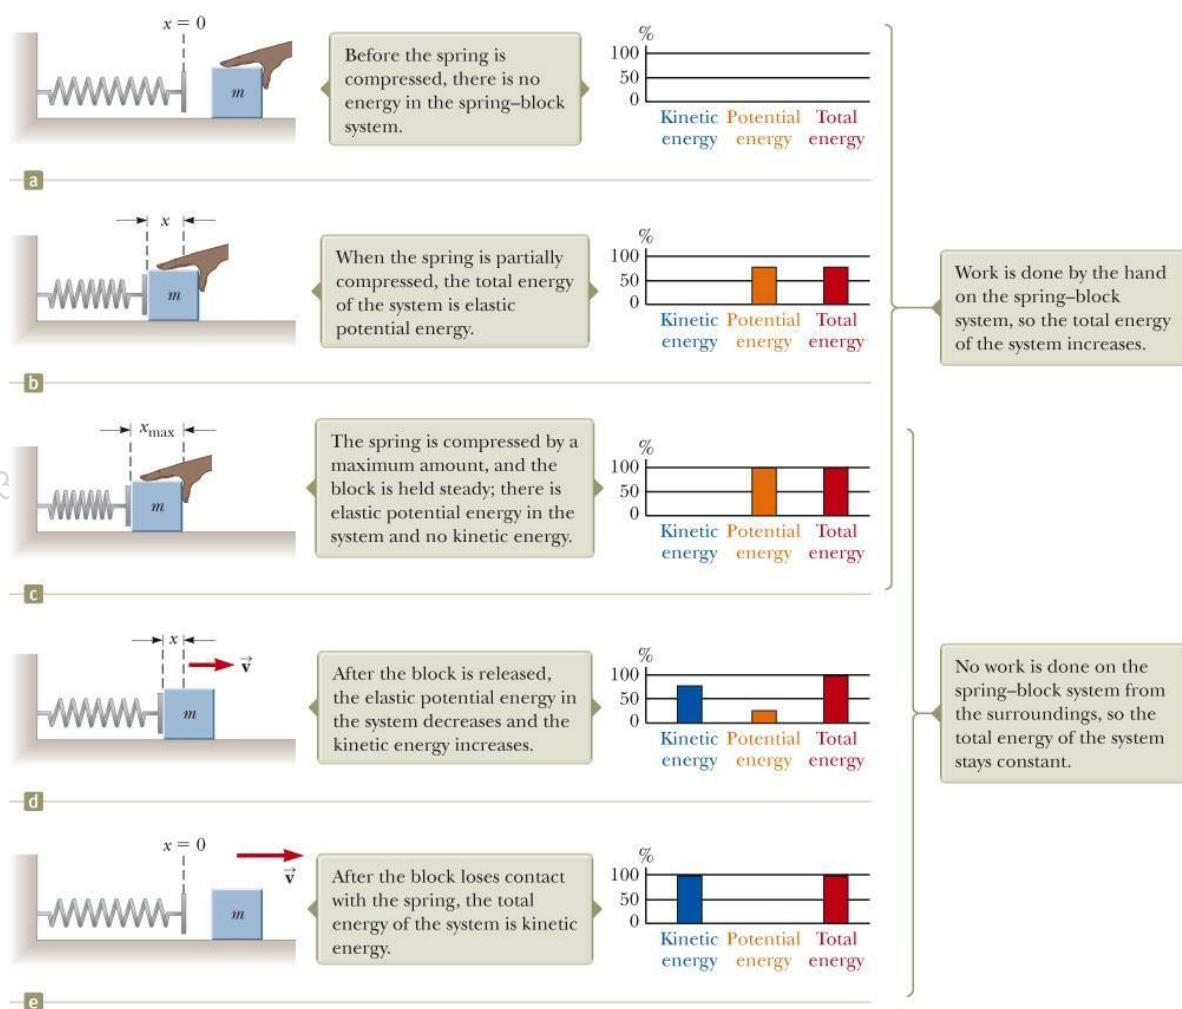 x = 0
m
Before the spring is
compressed, there is no
energy in the spring–block
system.
%
100
50
0
Kinetic Potential Total
energy energy energy
a
x
m
When the spring is partially
compressed, the total energy
of the system is elastic
potential energy.
%
100
50
0
Kinetic Potential Total
energy energy energy
Work is done by the hand
on the spring–block
system, so the total energy
of the system increases.
b
xmax
m
The spring is compressed by a
maximum amount, and the
block is held steady; there is
elastic potential energy in the
system and no kinetic energy.
%
100
50
0
Kinetic Potential Total
energy energy energy
c
x
v
m
After the block is released,
the elastic potential energy in
the system decreases and the
kinetic energy increases.
%
100
50
0
Kinetic Potential Total
energy energy energy
No work is done on the
spring–block system from
the surroundings, so the
total energy of the system
stays constant.
d
x = 0
v
m
After the block loses contact
with the spring, the total
energy of the system is kinetic
energy.
%
100
50
0
Kinetic Potential Total
energy energy energy
e